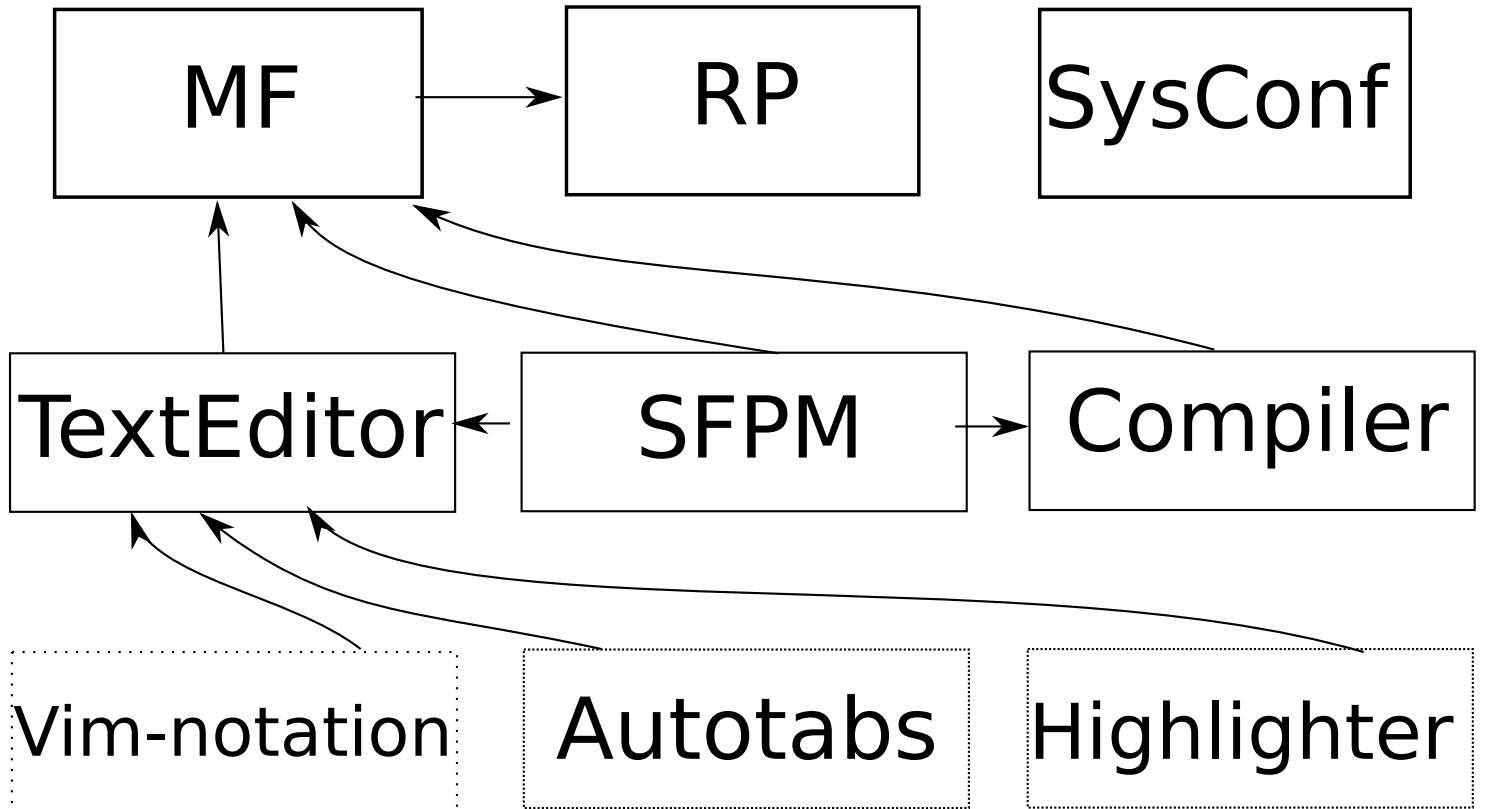 MF
RP
SysConf
TextEditor
SFPM
Compiler
Vim-notation
Autotabs
Highlighter